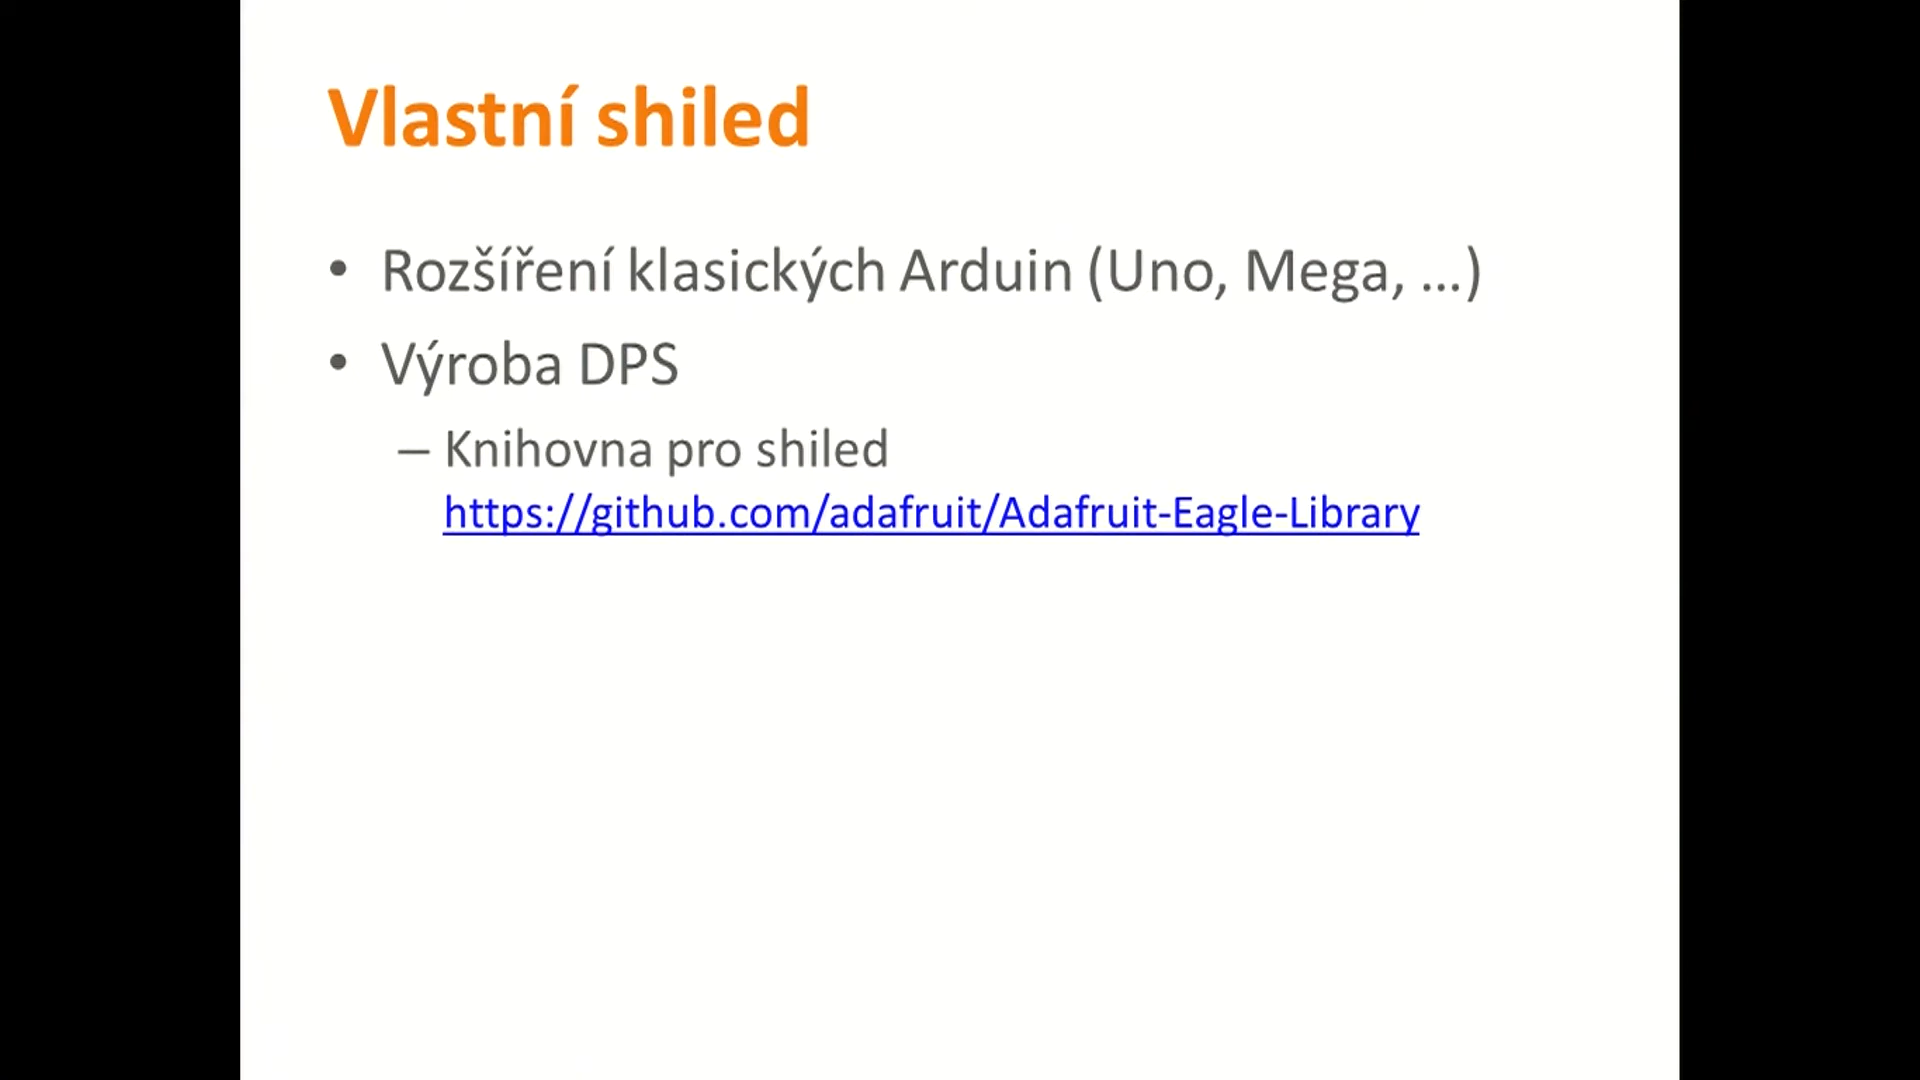 Vlastní shiled
• Rozšíření klasických Arduin (Uno, Mega, ...)
• Výroba DPS
– Knihovna pro shiled
https://github.com/adafruit/Adafruit-Eagle-Library